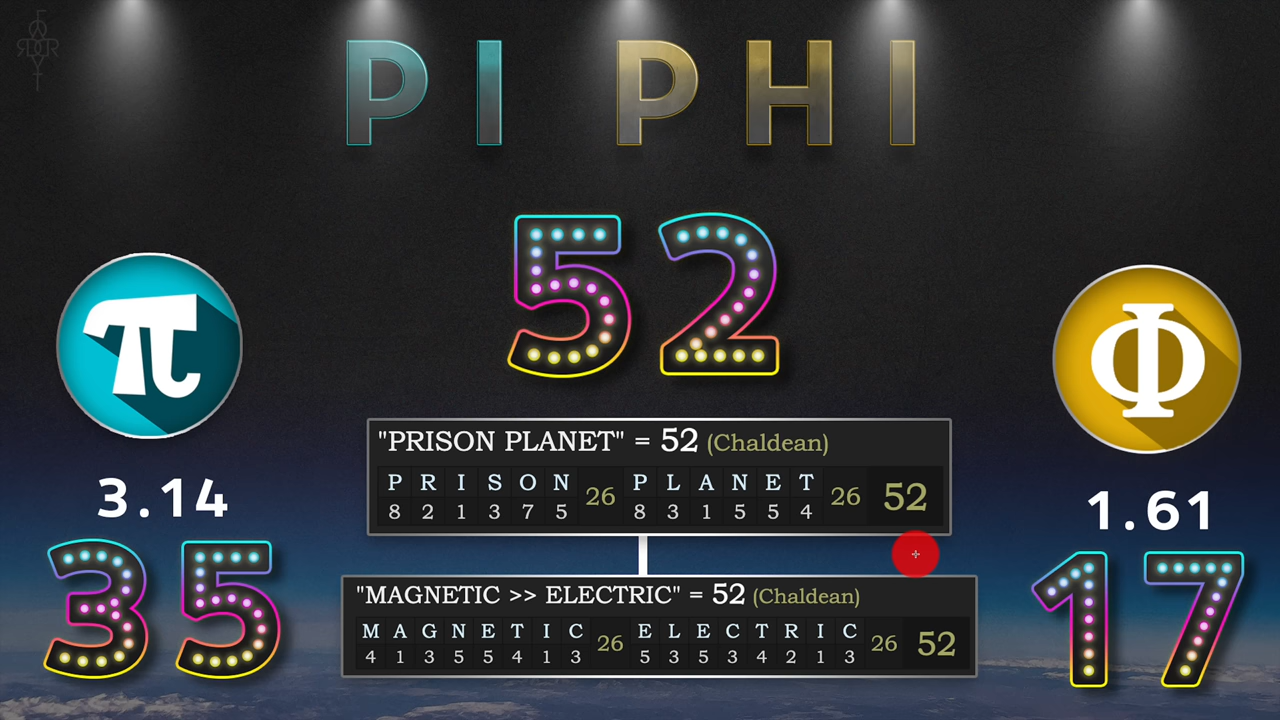 PI PHI
52
π
Φ
3.14
1.61
35
17
"PRISON PLANET" = 52 (Chaldean)
P R I S O N 26 P L A N E T 26 52
8 2 1 3 7 5 8 3 1 5 5 4
"MAGNETIC >> ELECTRIC" = 52 (Chaldean)
M A G N E T I C 26 E L E C T R I C 26 52
4 1 3 5 5 4 1 3 5 3 5 3 4 2 1 3